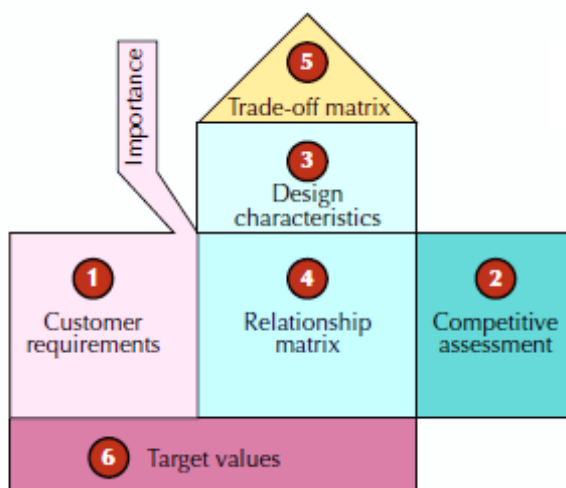 5
Trade-off matrix
Importance
3
Design
characteristics
1
Customer
requirements
4
Relationship
matrix
2
Competitive
assessment
6 Target values